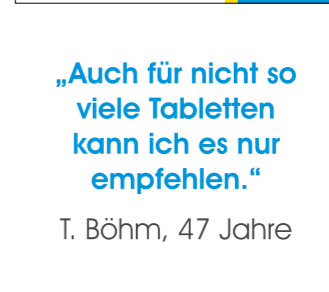 „Auch für nicht so
viele Tabletten
kann ich es nur
empfehlen.“
T. Böhm, 47 Jahre